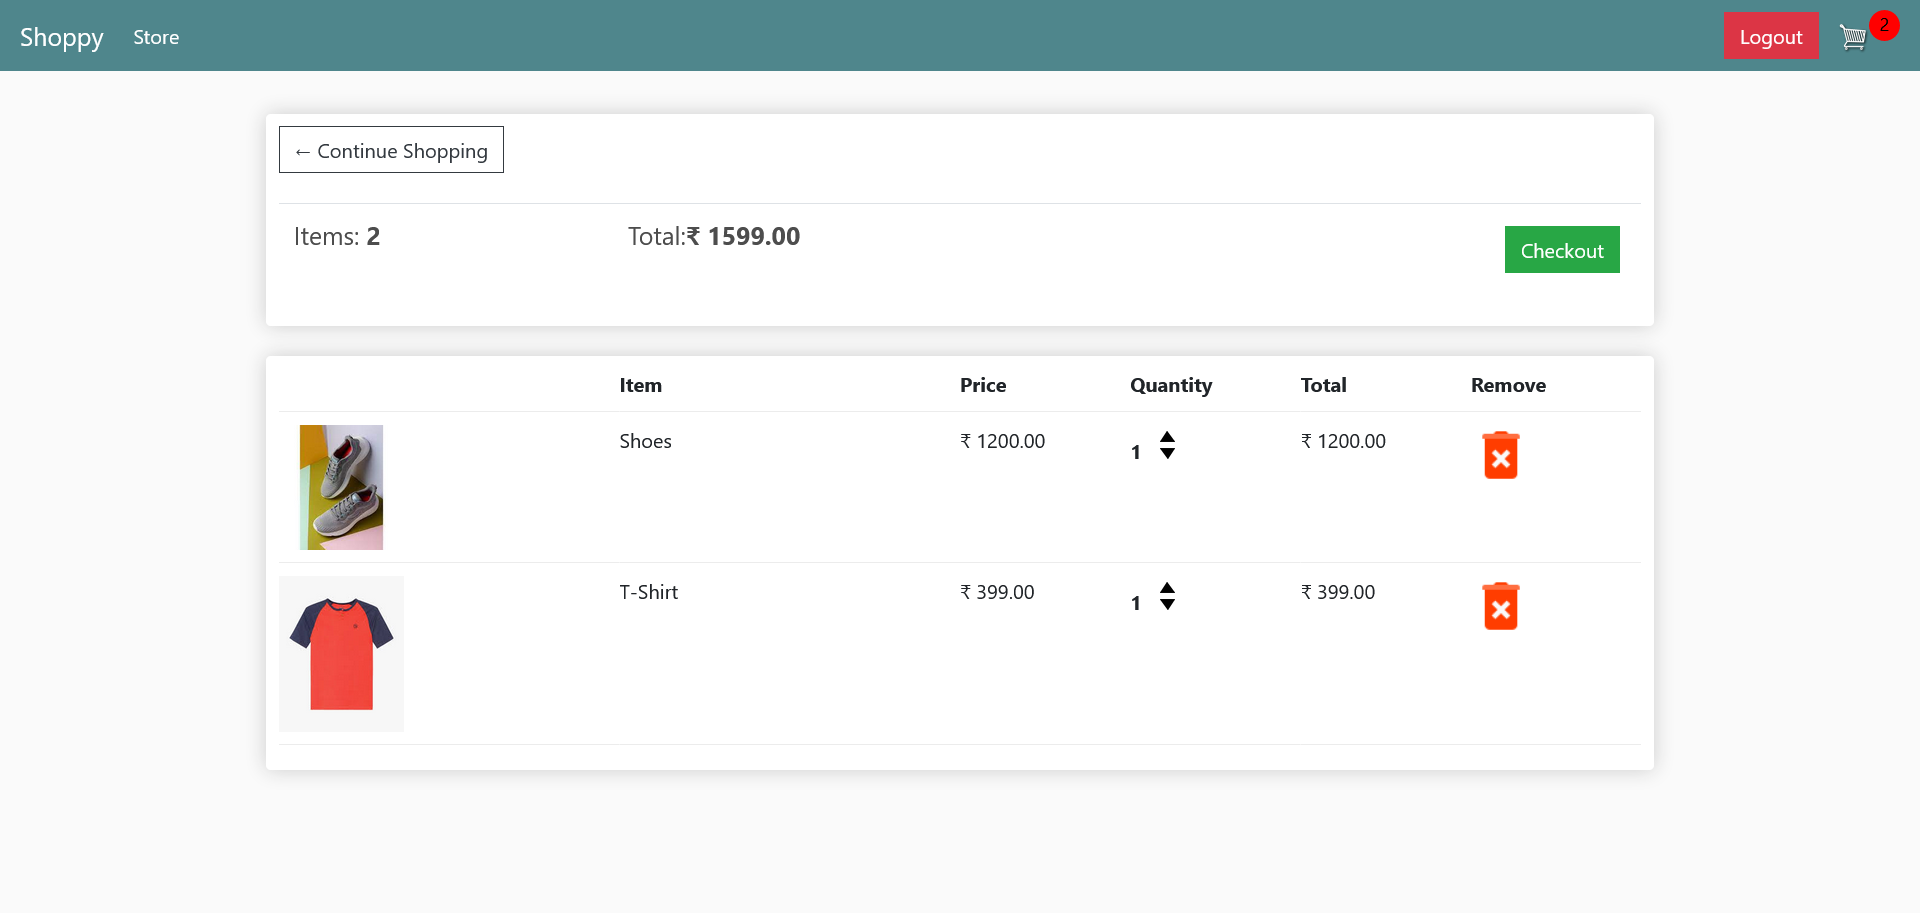 Shoppy Store Logout 2
← Continue Shopping
Items: 2 Total:₹ 1599.00 Checkout
Item Price Quantity Total Remove
Shoes ₹ 1200.00 1 ₹ 1200.00
T-Shirt ₹ 399.00 1 ₹ 399.00